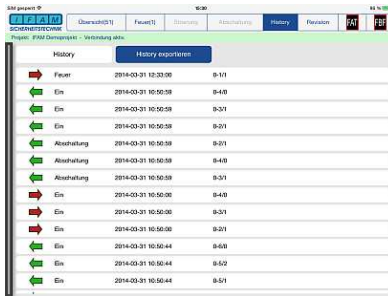 SIM gesperrt
15:30
93 %
IFAM
SICHERHEITSTECHNIK
Übersicht[51]
Feuer[1]
Störung
Abschaltung
History
Revision
FAT
FBF
Projekt: IFAM Demoprojekt - Verbindung aktiv.
History
History exportieren
Feuer 2014-03-31 12:33:00 8-1/1
Ein 2014-03-31 10:50:59 8-4/0
Ein 2014-03-31 10:50:59 8-3/1
Ein 2014-03-31 10:50:59 8-2/1
Abschaltung 2014-03-31 10:50:59 8-2/1
Abschaltung 2014-03-31 10:50:59 8-4/0
Abschaltung 2014-03-31 10:50:59 8-3/1
Ein 2014-03-31 10:50:00 8-4/0
Ein 2014-03-31 10:50:00 8-3/1
Ein 2014-03-31 10:50:00 8-2/1
Ein 2014-03-31 10:50:44 8-6/0
Ein 2014-03-31 10:50:44 8-5/2
Ein 2014-03-31 10:50:44 8-5/1